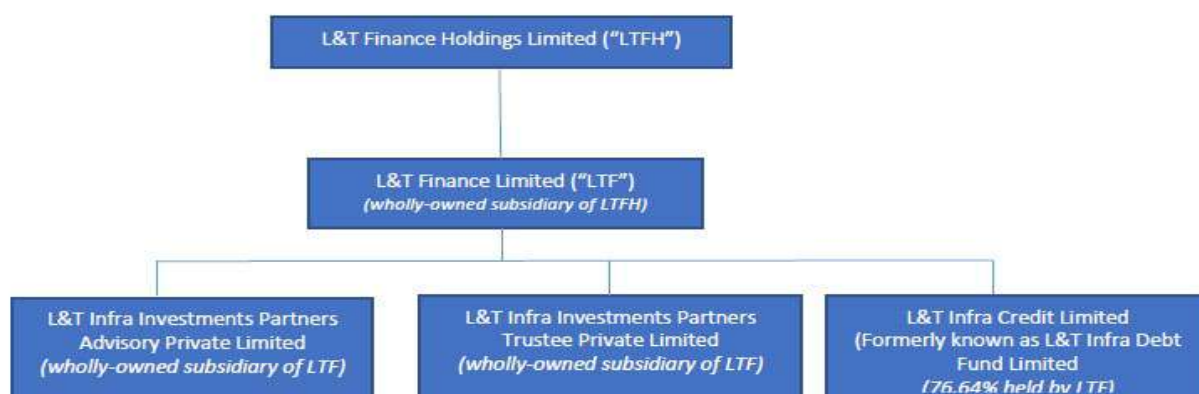 L&T Finance Holdings Limited (“LTFH”)
L&T Finance Limited (“LTF”)
(wholly-owned subsidiary of LTFH)
L&T Infra Investments Partners
Advisory Private Limited
(wholly-owned subsidiary of LTF)
L&T Infra Investments Partners
Trustee Private Limited
(wholly-owned subsidiary of LTF)
L&T Infra Credit Limited
(Formerly known as L&T Infra Debt
Fund Limited
(76.64% held by LTF)